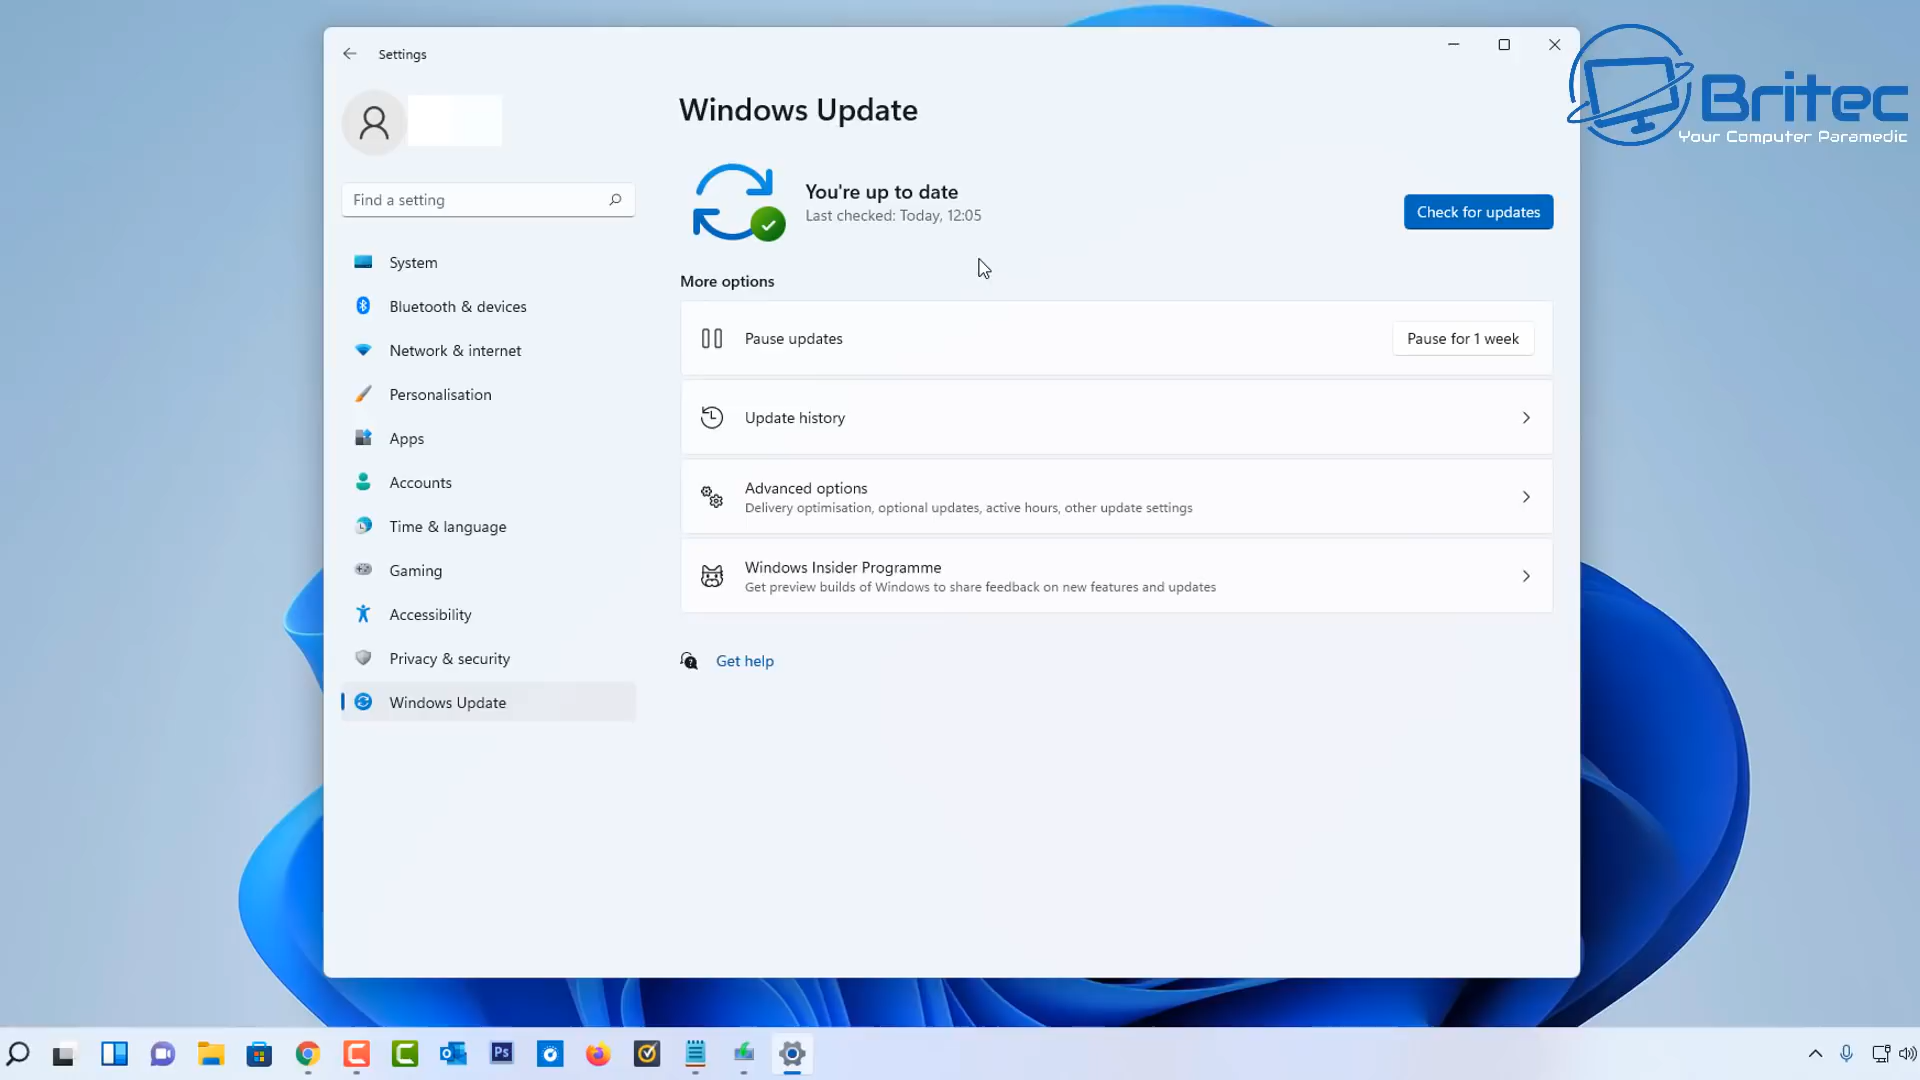 Settings
Britec
Your Computer Paramedic
Find a setting
System
Bluetooth & devices
Network & internet
Personalisation
Apps
Accounts
Time & language
Gaming
Accessibility
Privacy & security
Windows Update
Windows Update
You're up to date
Last checked: Today, 12:05
Check for updates
More options
Pause updates
Pause for 1 week
Update history
Advanced options
Delivery optimisation, optional updates, active hours, other update settings
Windows Insider Programme
Get preview builds of Windows to share feedback on new features and updates
Get help
Ps